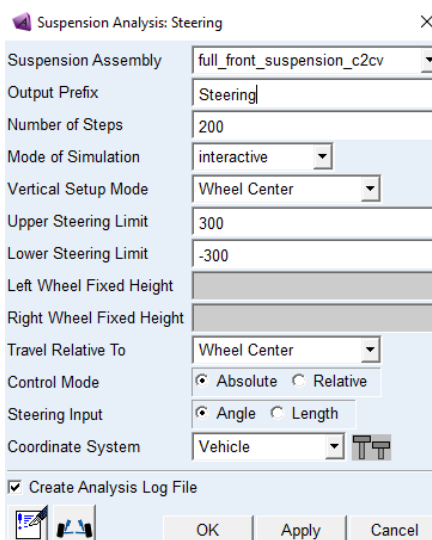 Suspension Analysis: Steering
Suspension Assembly full_front_suspension_c2cv
Output Prefix Steering
Number of Steps 200
Mode of Simulation interactive
Vertical Setup Mode Wheel Center
Upper Steering Limit 300
Lower Steering Limit -300
Left Wheel Fixed Height
Right Wheel Fixed Height
Travel Relative To Wheel Center
Control Mode Absolute Relative
Steering Input Angle Length
Coordinate System Vehicle
Create Analysis Log File
OK Apply Cancel